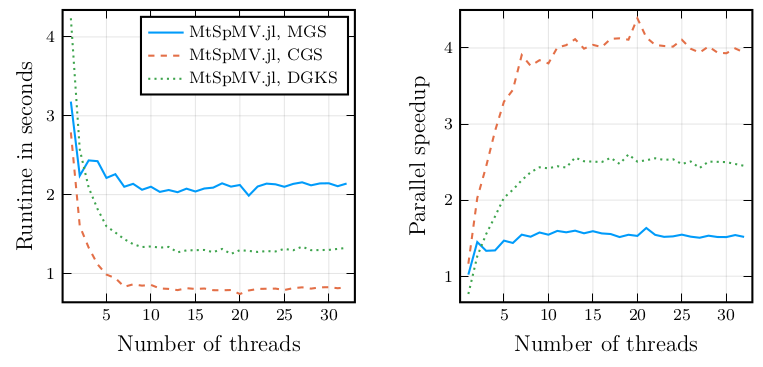 MtSpMV.jl, MGS
MtSpMV.jl, CGS
MtSpMV.jl, DGKS
Runtime in seconds
4
3
2
1
5 10 15 20 25 30
Number of threads
Parallel speedup
4
3
2
1
5 10 15 20 25 30
Number of threads